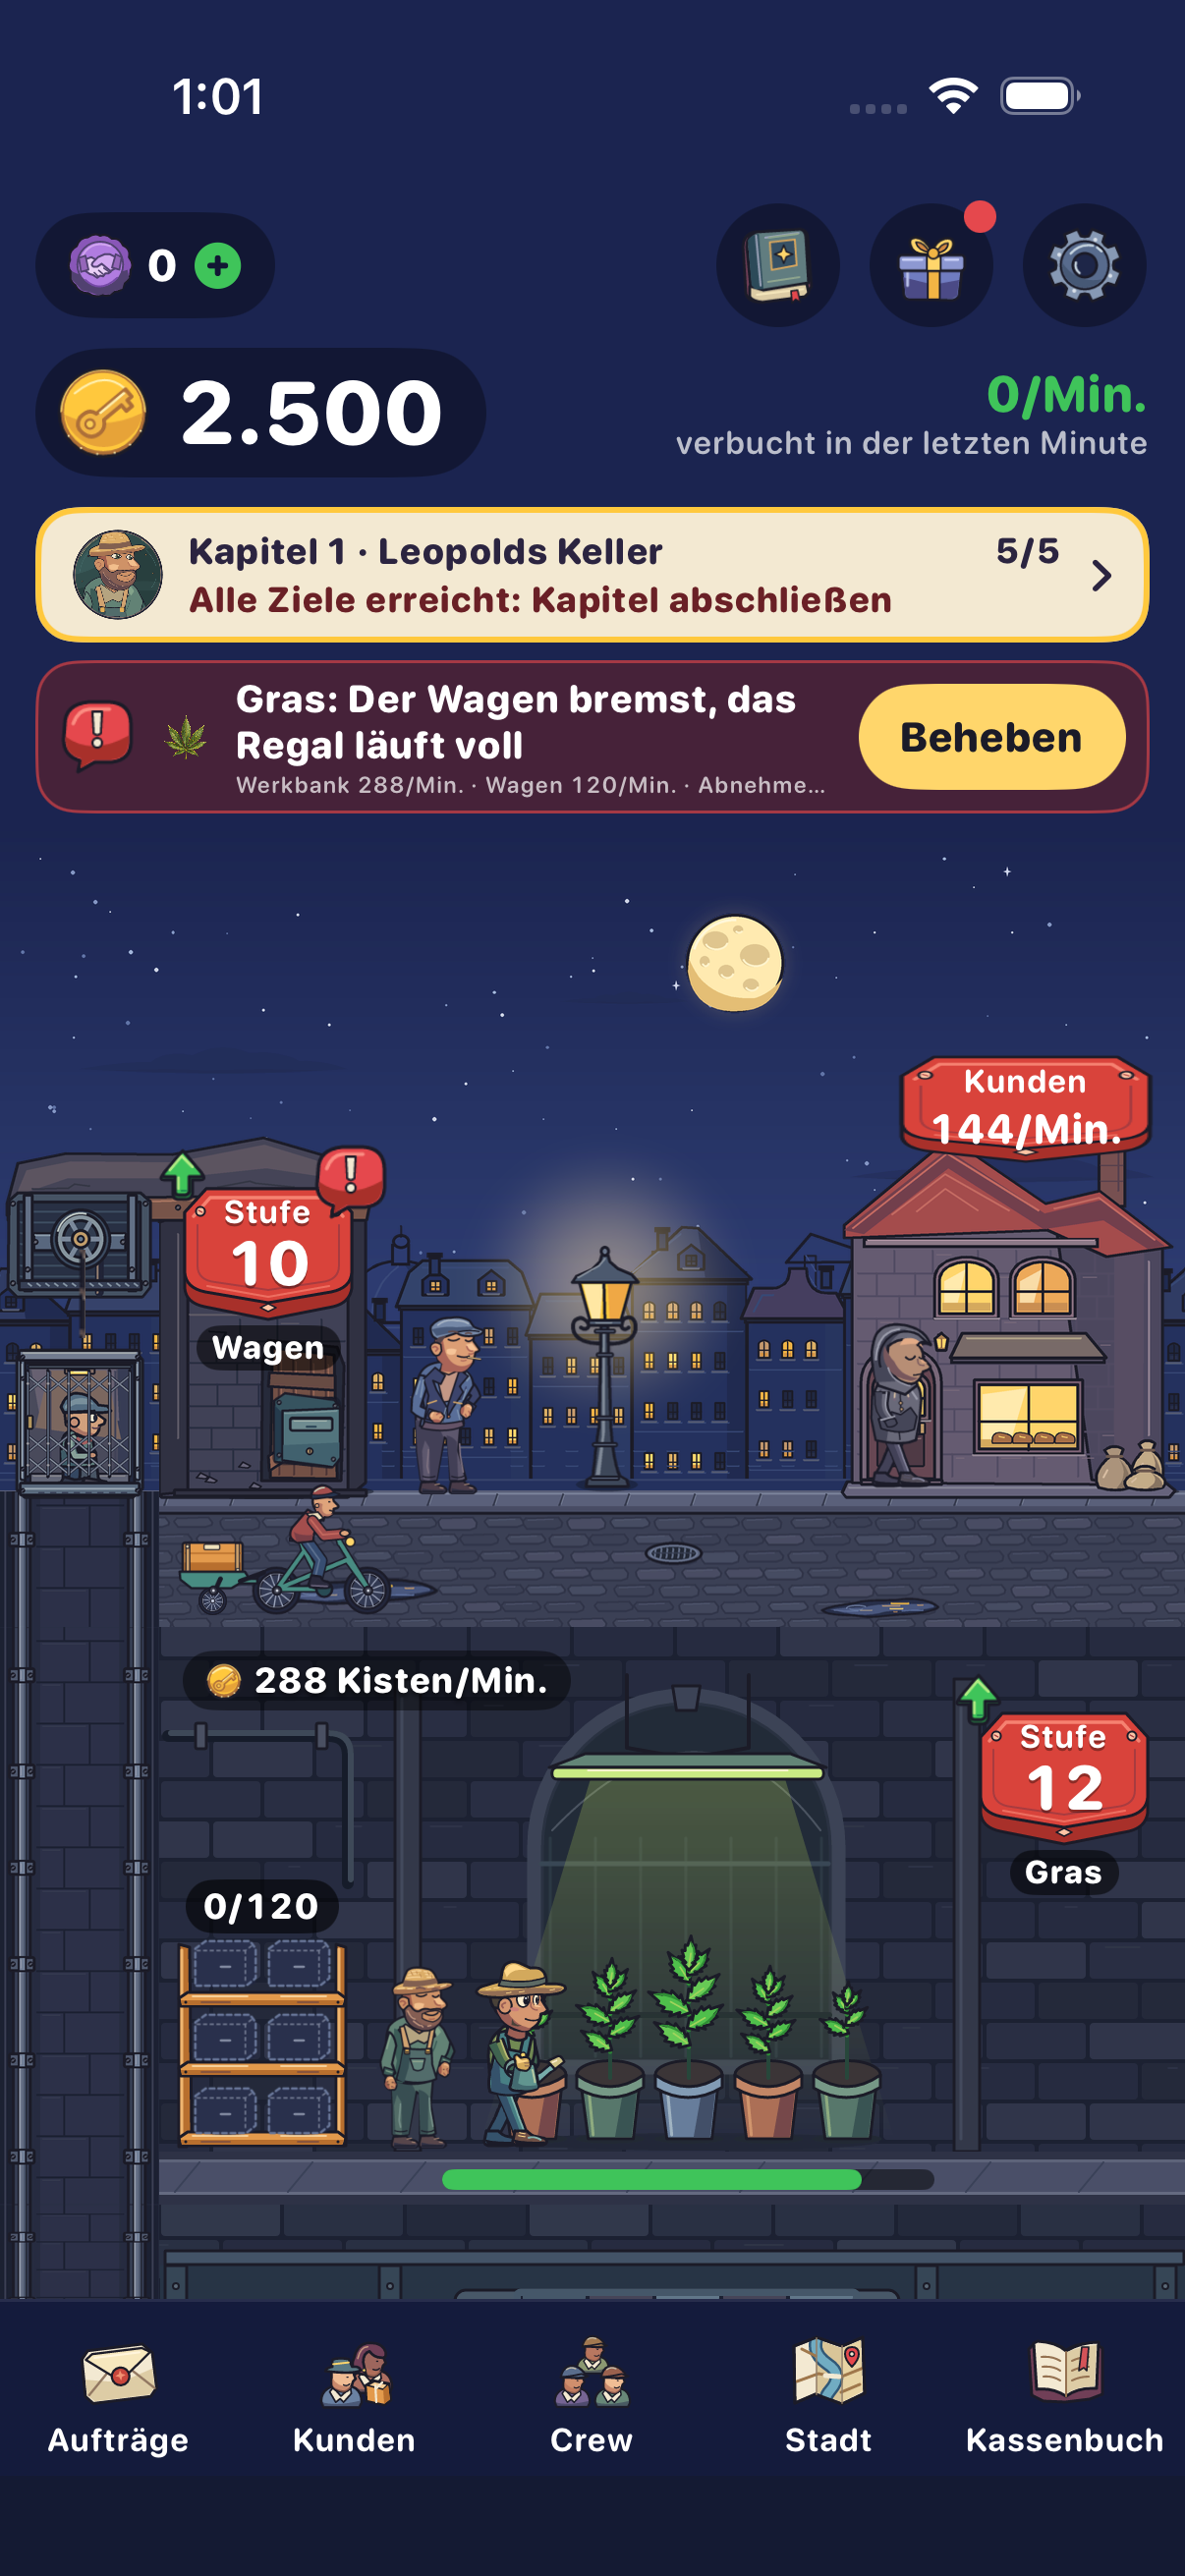 1:01
0
2.500
0/Min.
verbucht in der letzten Minute
Kapitel 1 · Leopolds Keller
5/5
Alle Ziele erreicht: Kapitel abschließen
Gras: Der Wagen bremst, das
Regal läuft voll
Werkbank 288/Min. · Wagen 120/Min. · Abnehme…
Beheben
Kunden
144/Min.
Stufe
10
Wagen
288 Kisten/Min.
Stufe
12
Gras
0/120
Aufträge
Kunden
Crew
Stadt
Kassenbuch